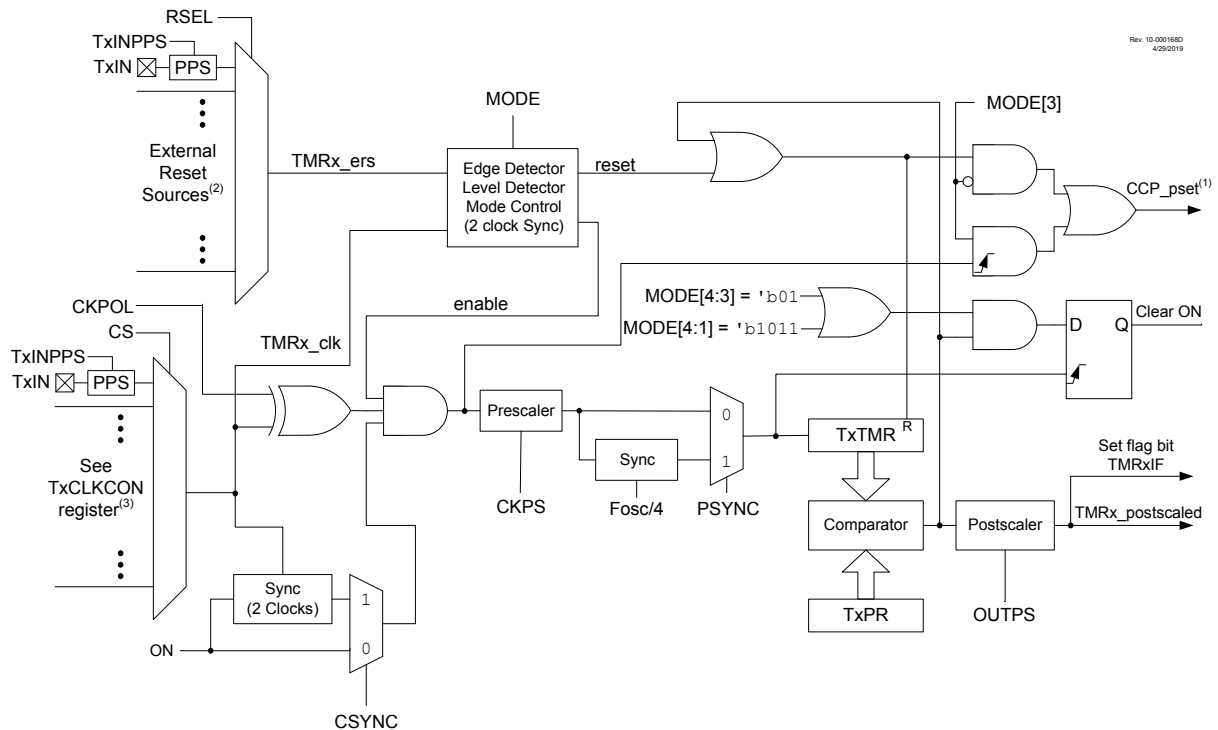 RSEL
TxINPPS
TxIN
PPS
Rev. 10-000168D
4/29/2019
MODE
MODE[3]
External
Reset
Sources(2)
TMRx_ers
Edge Detector
Level Detector
Mode Control
(2 clock Sync)
reset
CCP_pset(1)
enable
MODE[4:3] = 'b01
MODE[4:1] = 'b1011
D
Q
Clear ON
CKPOL
CS
TMRx_clk
TxINPPS
TxIN
PPS
Prescaler
0
1
TxTMR
R
Sync
See
TxCLKCON
register(3)
CKPS
Fosc/4
PSYNC
Set flag bit
TMRxIF
Comparator
Postscaler
TMRx_postscaled
Sync
(2 Clocks)
1
0
TxPR
OUTPS
ON
CSYNC